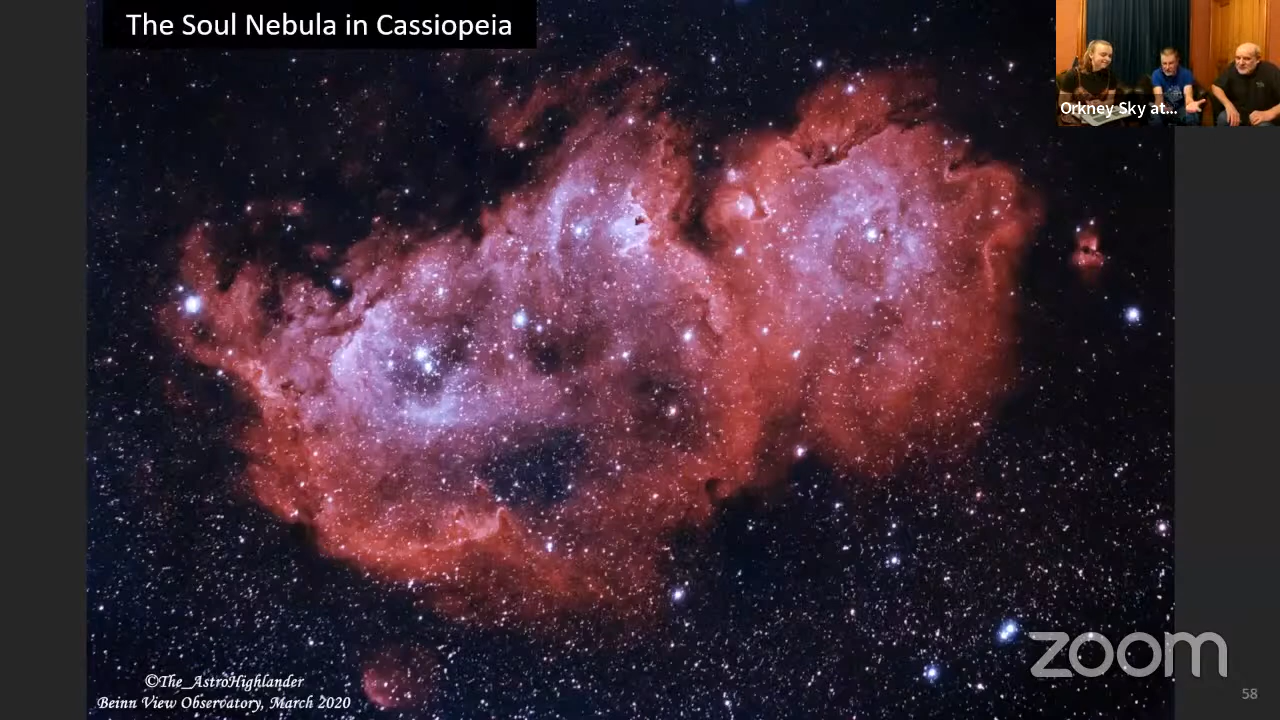 The Soul Nebula in Cassiopeia
Orkney Sky at...
©The_AstroHighlander
Beinn View Observatory, March 2020
zoom
58